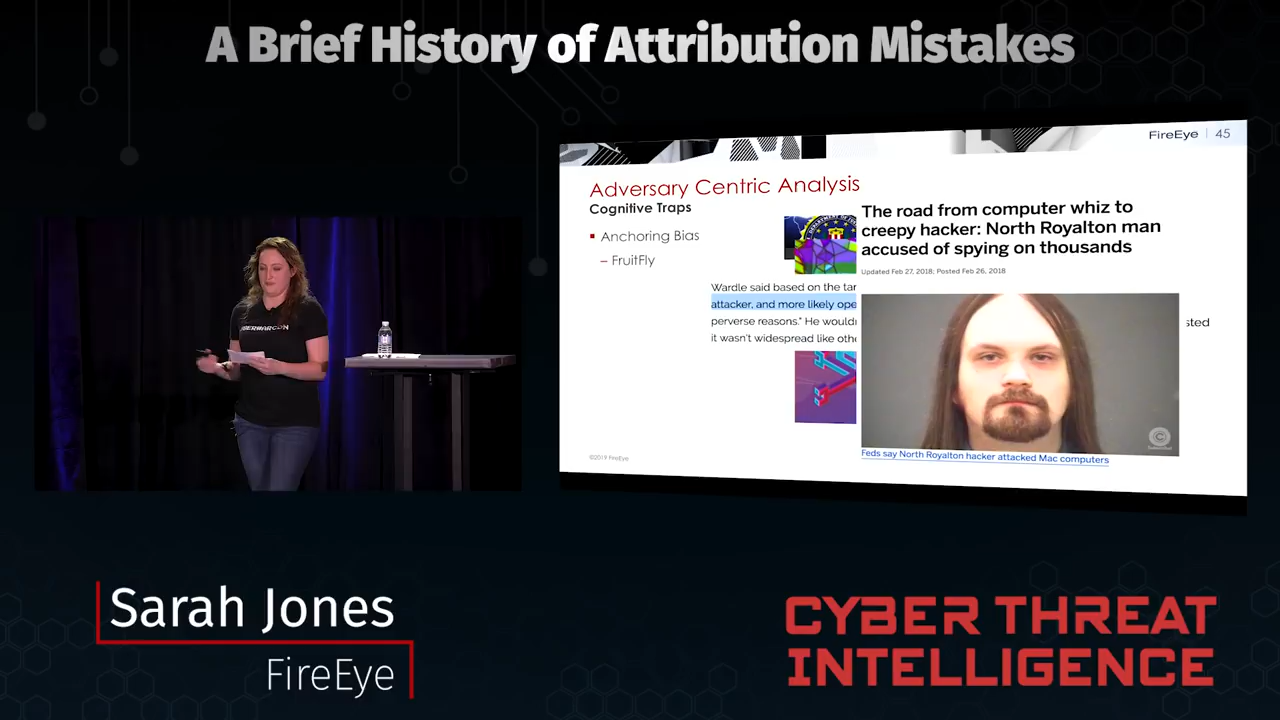 A Brief History of Attribution Mistakes
FireEye | 45
Adversary Centric Analysis
Cognitive Traps
Anchoring Bias
– FruitFly
The road from computer whiz to
creepy hacker: North Royalton man
accused of spying on thousands
Updated Feb 27, 2018; Posted Feb 26, 2018
Wardle said based on the tar
attacker, and more likely ope
perverse reasons." He wouldn
sted
it wasn't widespread like othe
Feds say North Royalton hacker attacked Mac computers
©2019 FireEye
Sarah Jones
FireEye
CYBER THREAT
INTELLIGENCE